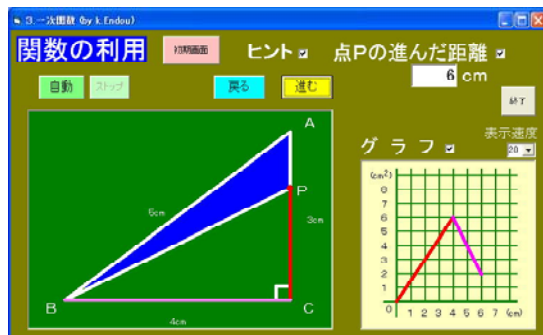 3.一次関数 (by k.Endou)
関数の利用
初期画面
ヒント
点Pの進んだ距離
6 cm
自動
ストップ
戻る
進む
終了
グラフ
表示速度
20
A
P
5cm
3cm
B
C
4cm
(cm²)
8
7
6
5
4
3
2
1
0
1 2 3 4 5 6 7 (cm)